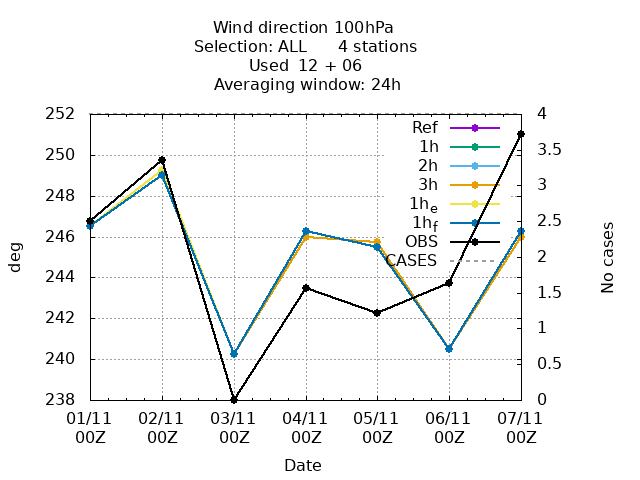 Wind direction 100hPa
Selection: ALL 4 stations
Used 12 + 06
Averaging window: 24h
252
250
248
246
244
242
240
238
deg
4
3.5
3
2.5
2
1.5
1
0.5
0
No cases
Ref
1h
2h
3h
1he
1hf
OBS
CASES
01/11 02/11 03/11 04/11 05/11 06/11 07/11
00Z 00Z 00Z 00Z 00Z 00Z 00Z
Date